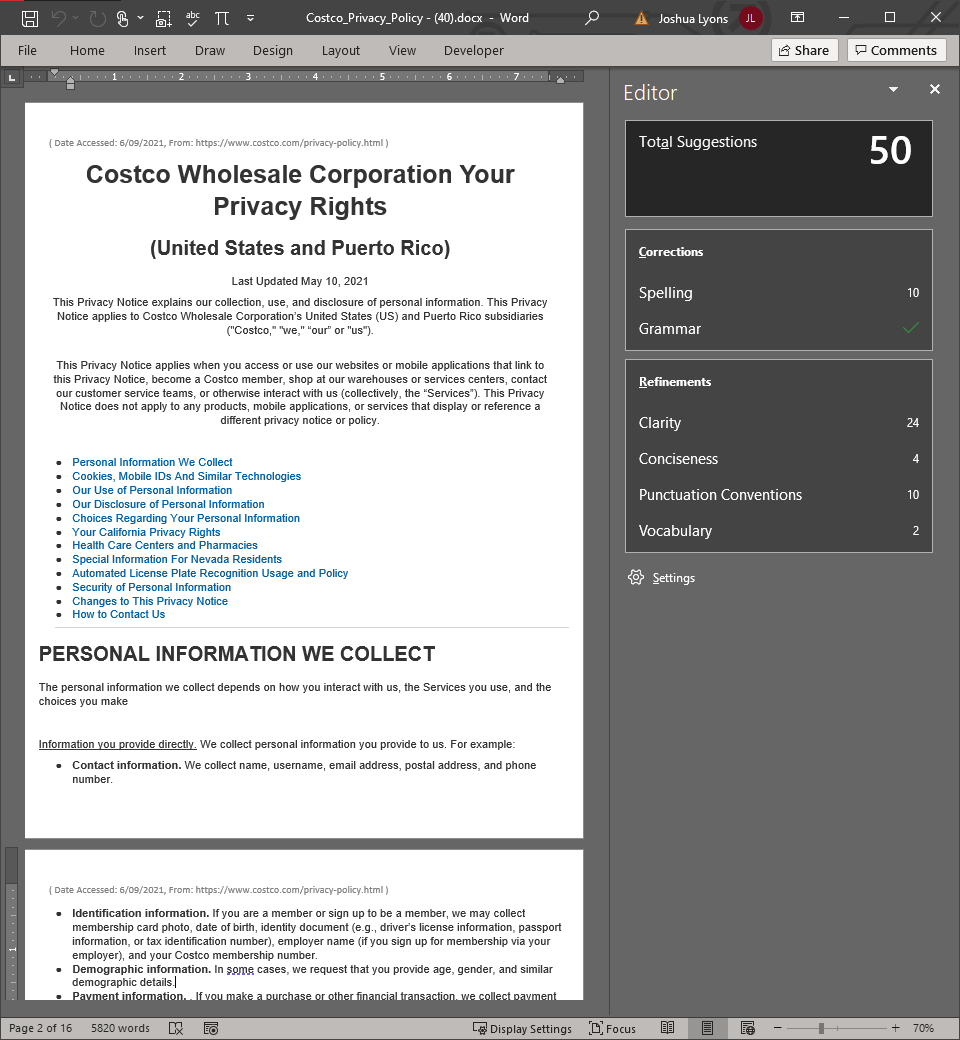 abc
Costco_Privacy_Policy - (40).docx - Word
Joshua Lyons
JL
File Home Insert Draw Design Layout View Developer
Share
Comments
L
1 2 3 4 5 6 7
( Date Accessed: 6/09/2021, From: https://www.costco.com/privacy-policy.html )
Costco Wholesale Corporation Your
Privacy Rights
(United States and Puerto Rico)
Last Updated May 10, 2021
This Privacy Notice explains our collection, use, and disclosure of personal information. This Privacy
Notice applies to Costco Wholesale Corporation’s United States (US) and Puerto Rico subsidiaries
("Costco," "we," “our” or "us").
This Privacy Notice applies when you access or use our websites or mobile applications that link to
this Privacy Notice, become a Costco member, shop at our warehouses or services centers, contact
our customer service teams, or otherwise interact with us (collectively, the “Services”). This Privacy
Notice does not apply to any products, mobile applications, or services that display or reference a
different privacy notice or policy.
Personal Information We Collect
Cookies, Mobile IDs And Similar Technologies
Our Use of Personal Information
Our Disclosure of Personal Information
Choices Regarding Your Personal Information
Your California Privacy Rights
Health Care Centers and Pharmacies
Special Information For Nevada Residents
Automated License Plate Recognition Usage and Policy
Security of Personal Information
Changes to This Privacy Notice
How to Contact Us
PERSONAL INFORMATION WE COLLECT
The personal information we collect depends on how you interact with us, the Services you use, and the
choices you make
Information you provide directly. We collect personal information you provide to us. For example:
Contact information. We collect name, username, email address, postal address, and phone
number.
( Date Accessed: 6/09/2021, From: https://www.costco.com/privacy-policy.html )
Identification information. If you are a member or sign up to be a member, we may collect
membership card photo, date of birth, identity document (e.g., driver’s license information, passport
information, or tax identification number), employer name (if you sign up for membership via your
employer), and your Costco membership number.
1
Demographic information. In some cases, we request that you provide age, gender, and similar
demographic details.
Payment information. . If you make a purchase or other financial transaction, we collect payment
Editor
Total Suggestions 50
Corrections
Spelling 10
Grammar
Refinements
Clarity 24
Conciseness 4
Punctuation Conventions 10
Vocabulary 2
Settings
Page 2 of 16 5820 words Display Settings Focus 70%